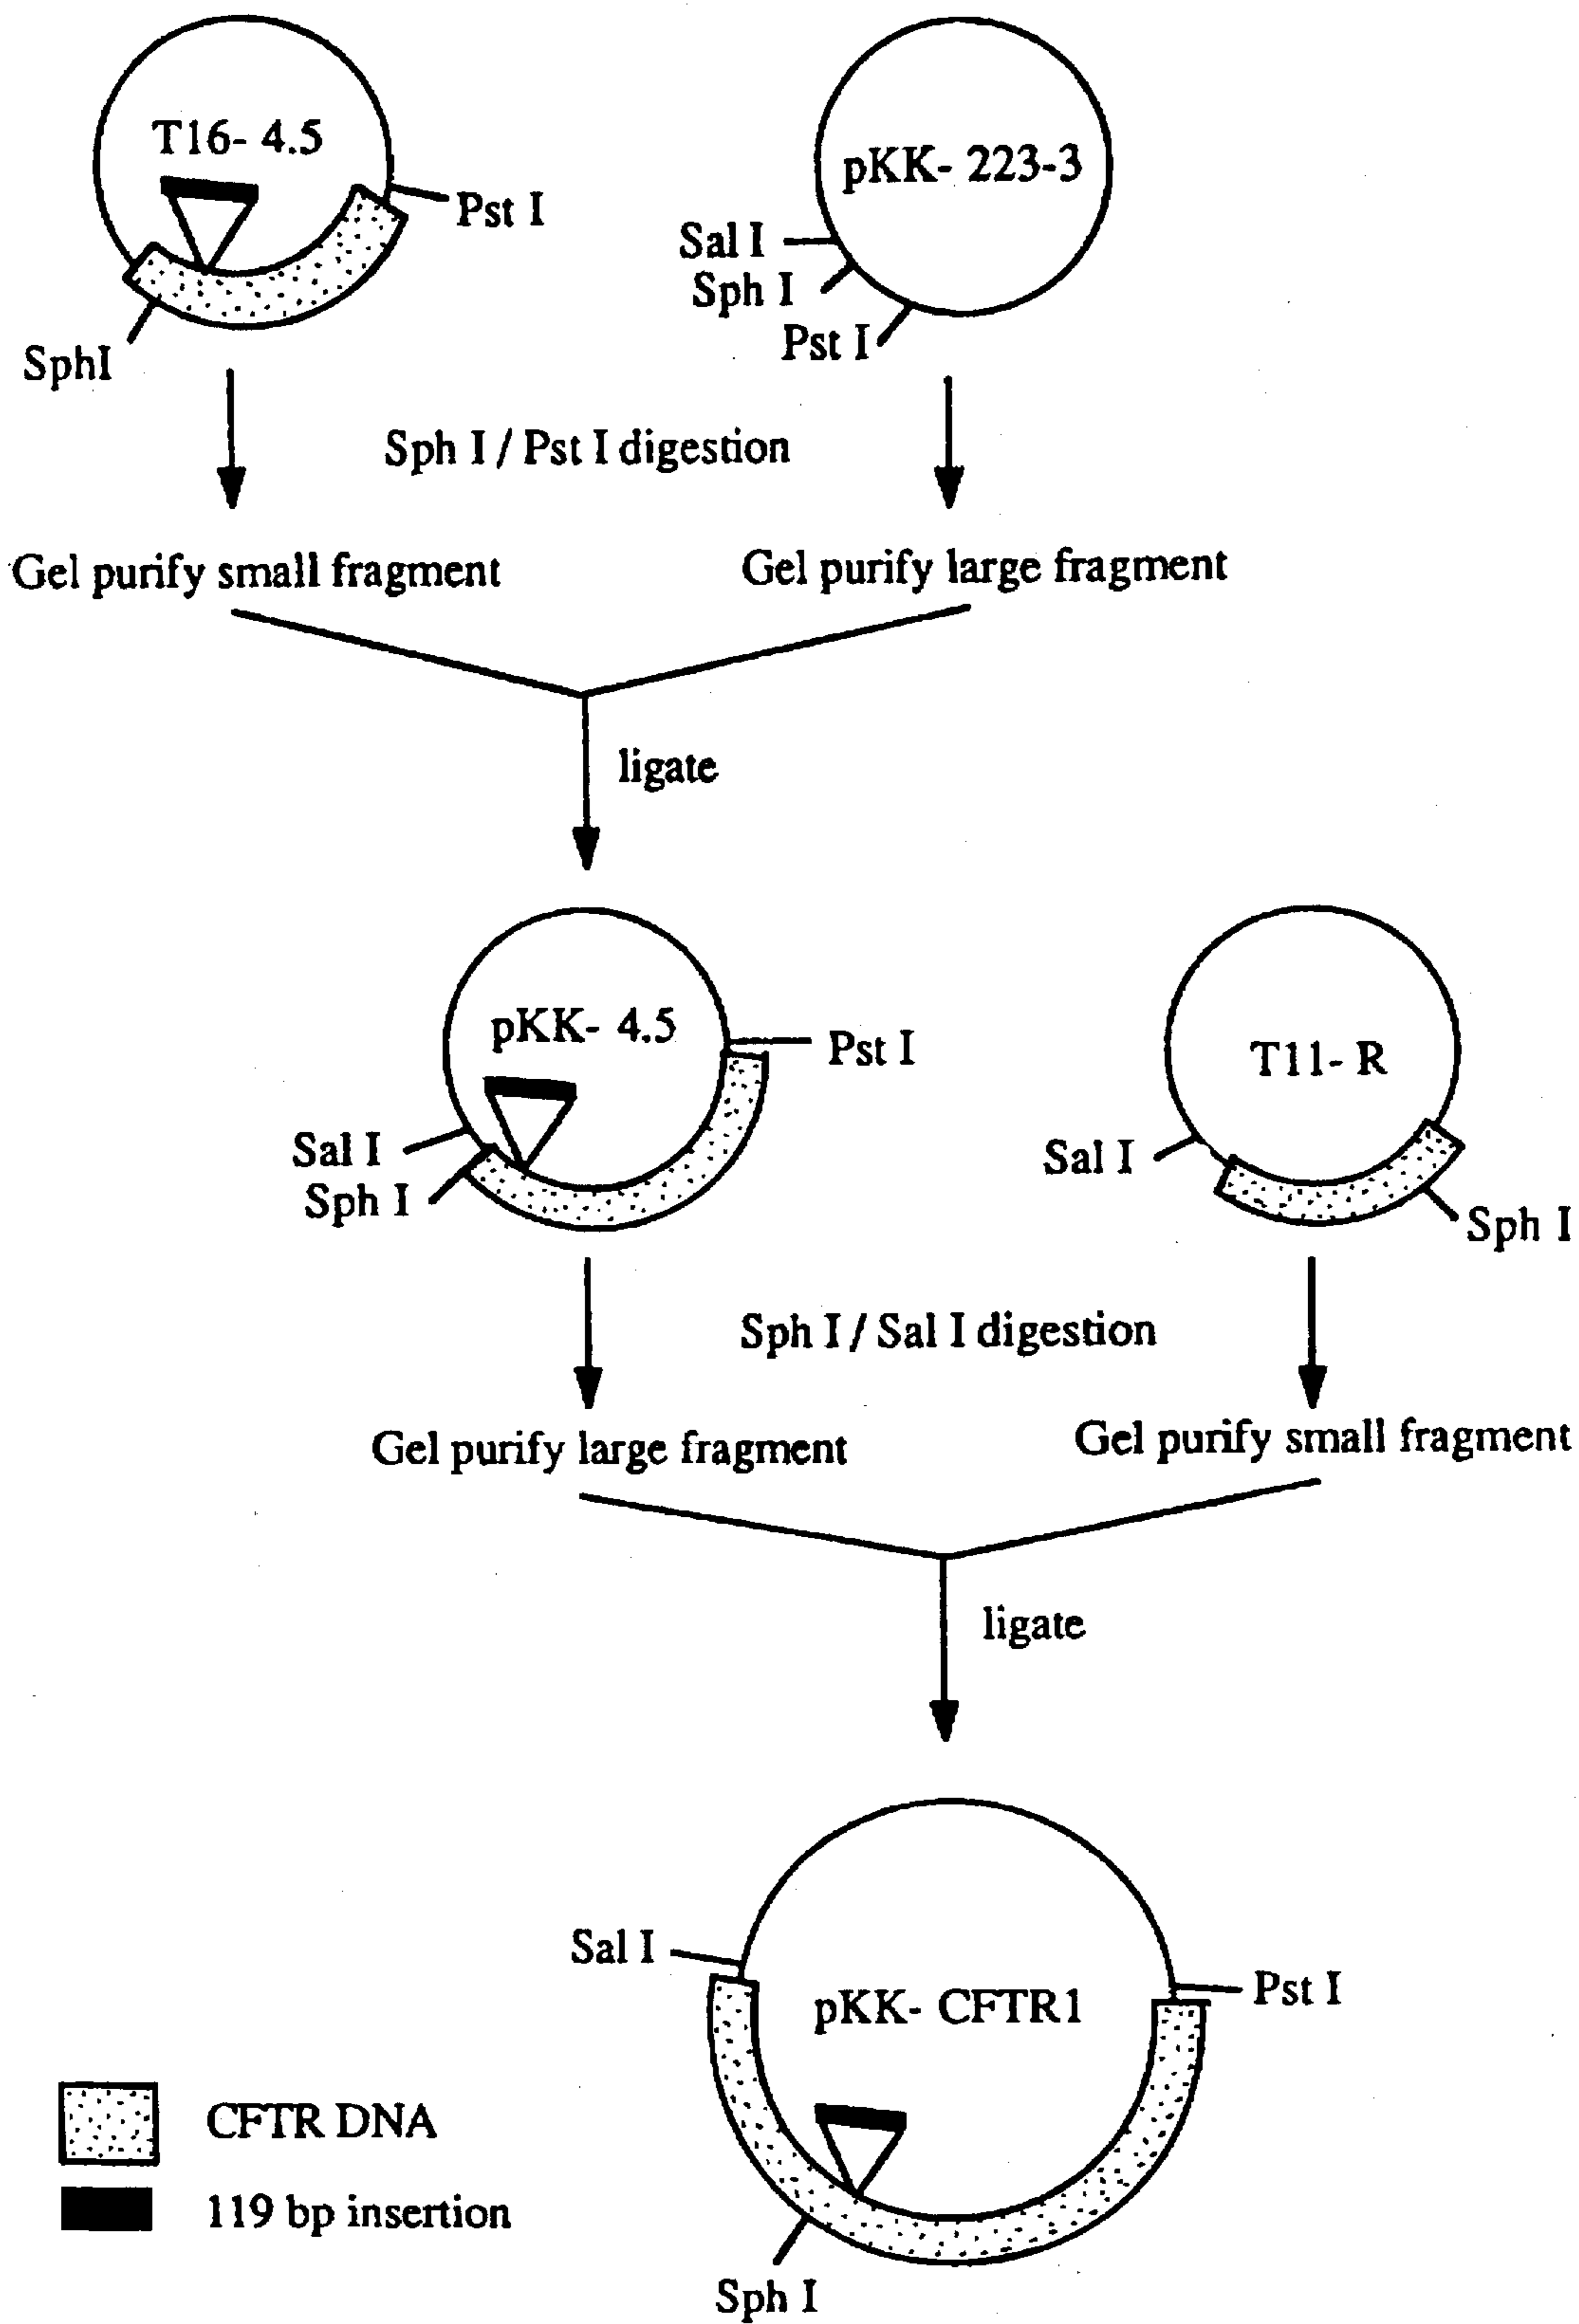 T16- 4.5
Pst I
SphI
pKK- 223-3
Sal I
Sph I
Pst I
Sph I / Pst I digestion
Gel purify small fragment
Gel purify large fragment
ligate
pKK- 4.5
Pst I
Sal I
Sph I
T11- R
Sal I
Sph I
Sph I / Sal I digestion
Gel purify large fragment
Gel purify small fragment
ligate
Sal I
pKK- CFTR1
Pst I
Sph I
CFTR DNA
119 bp insertion